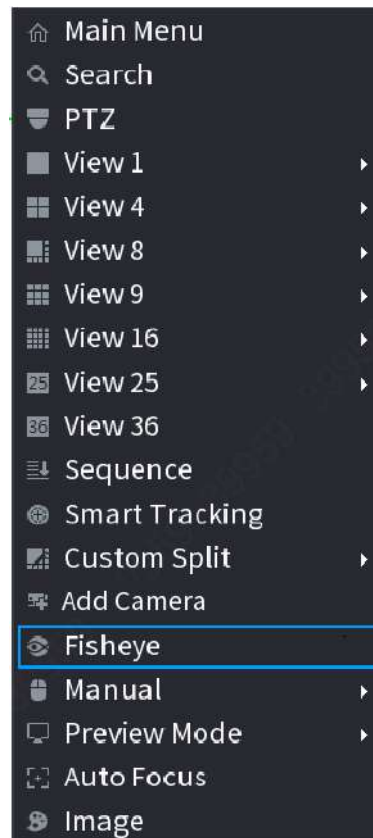 Main Menu
Search
PTZ
View 1
View 4
View 8
View 9
View 16
25 View 25
36 View 36
Sequence
Smart Tracking
Custom Split
Add Camera
Fisheye
Manual
Preview Mode
Auto Focus
Image